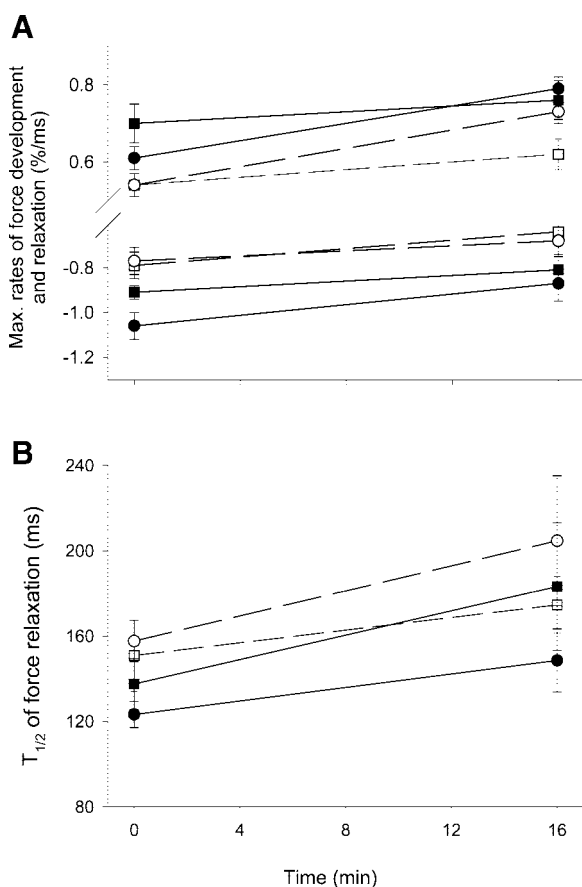 A
Max. rates of force development
and relaxation (%/ms)
0.8
0.6
-0.8
-1.0
-1.2
B
T1/2 of force relaxation (ms)
240
200
160
120
80
0 4 8 12 16
Time (min)